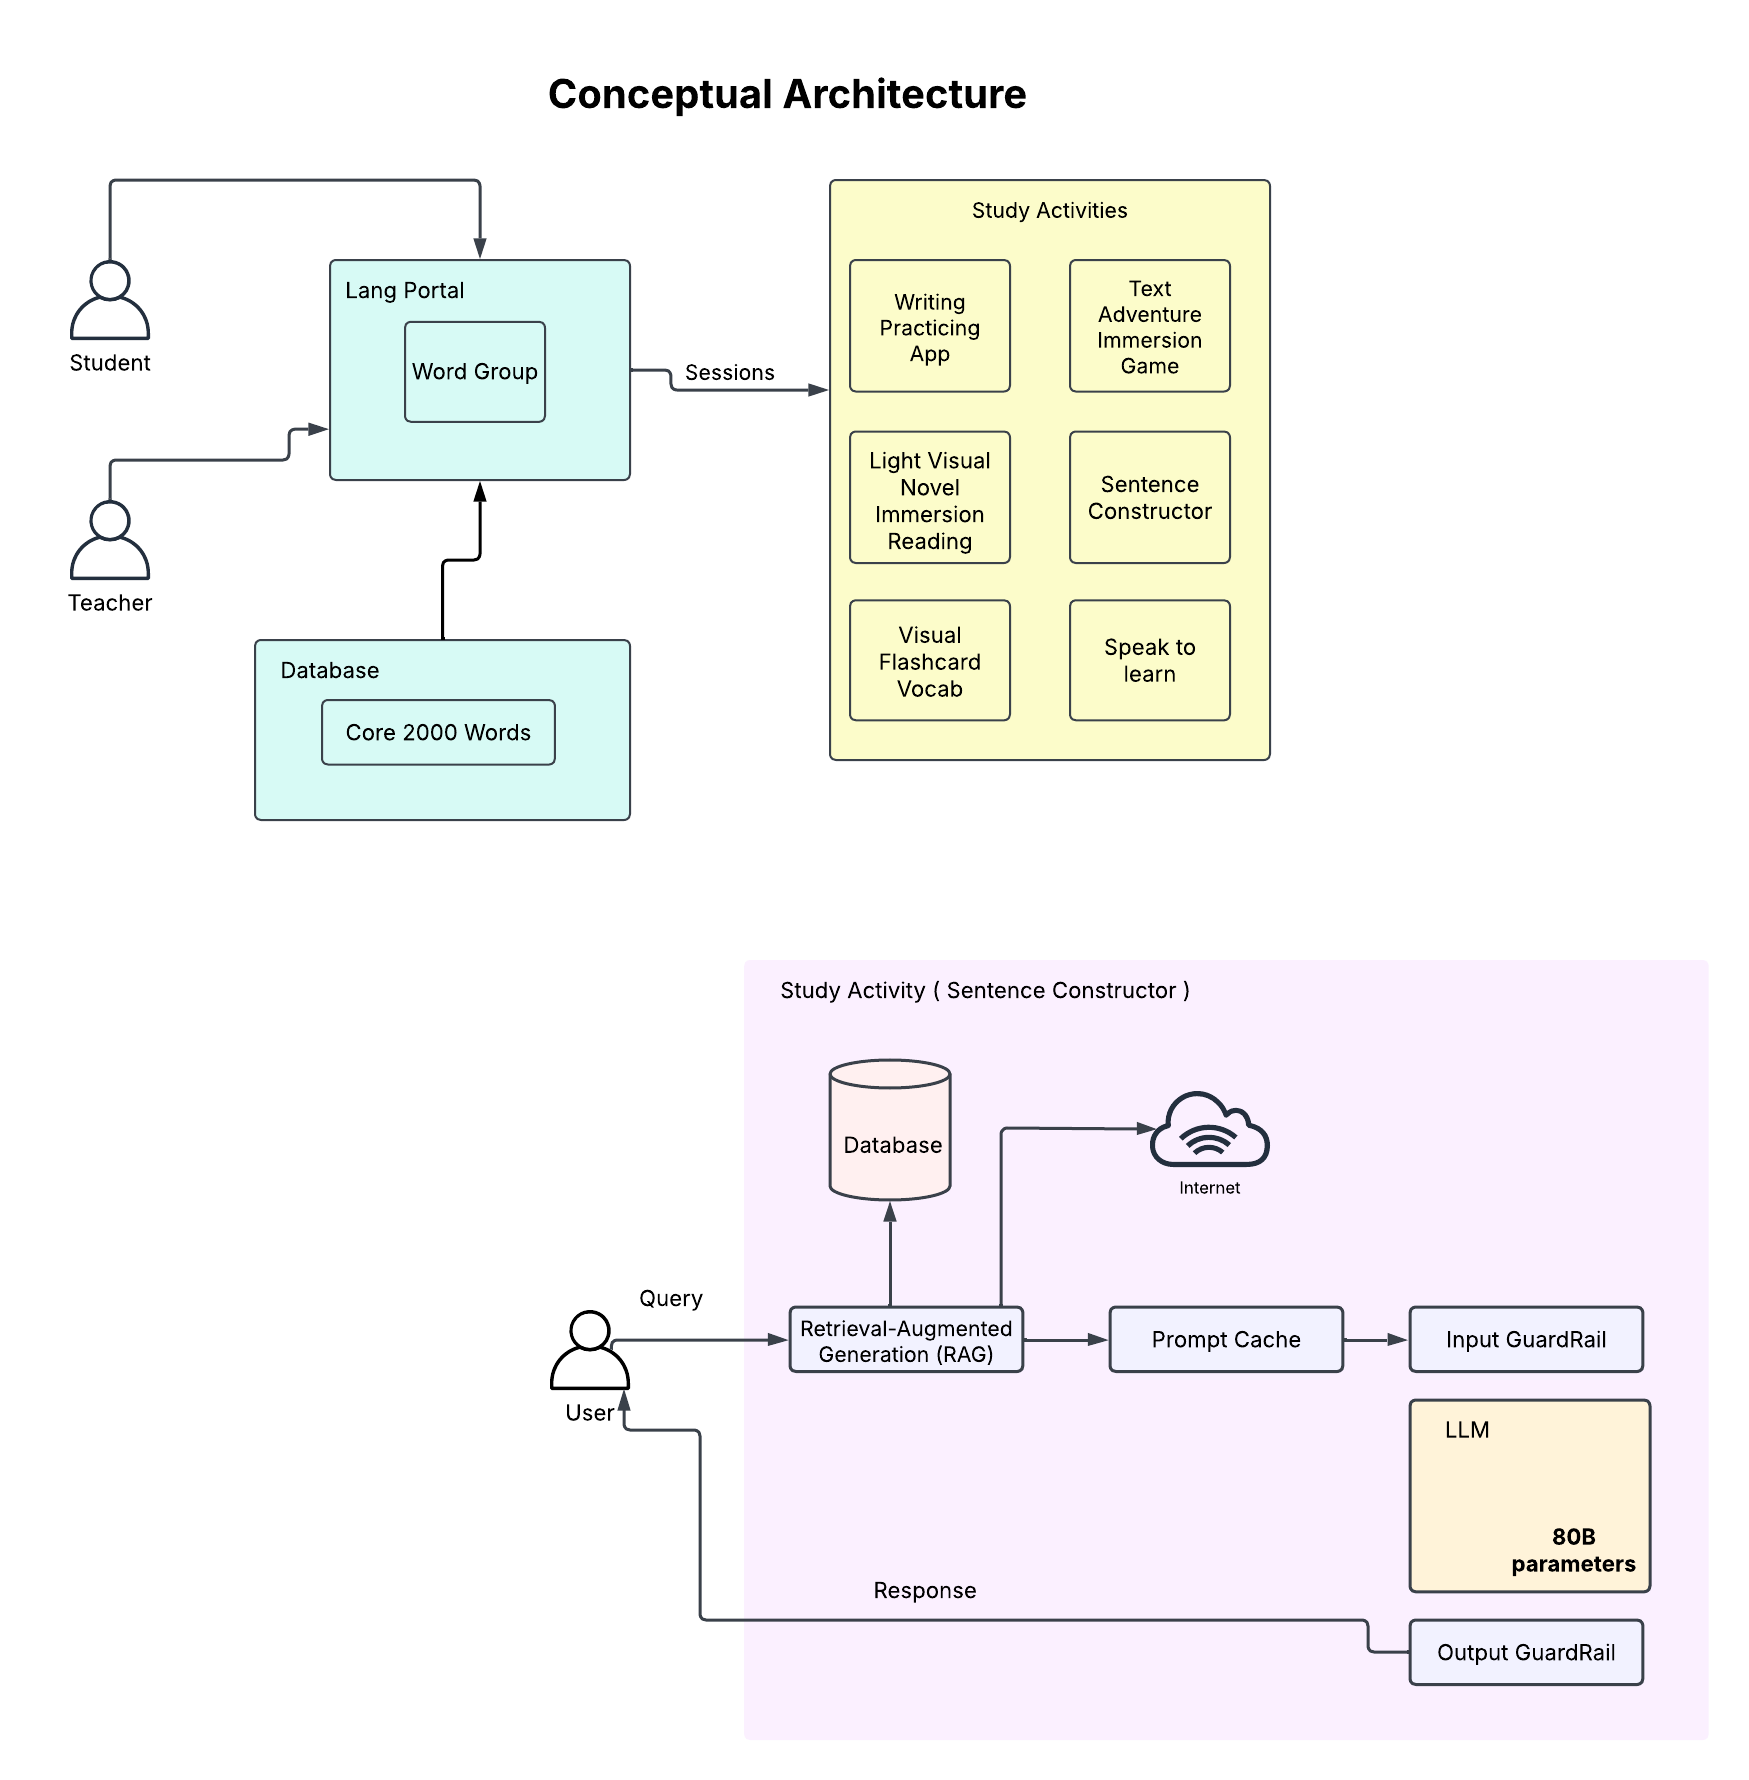 Conceptual Architecture
Student
Teacher
Lang Portal
Word Group
Sessions
Database
Core 2000 Words
Study Activities
Writing
Practicing
App
Text
Adventure
Immersion
Game
Light Visual
Novel
Immersion
Reading
Sentence
Constructor
Visual
Flashcard
Vocab
Speak to
learn
Study Activity ( Sentence Constructor )
Database
Internet
Query
User
Retrieval-Augmented
Generation (RAG)
Prompt Cache
Input GuardRail
LLM
80B
parameters
Response
Output GuardRail